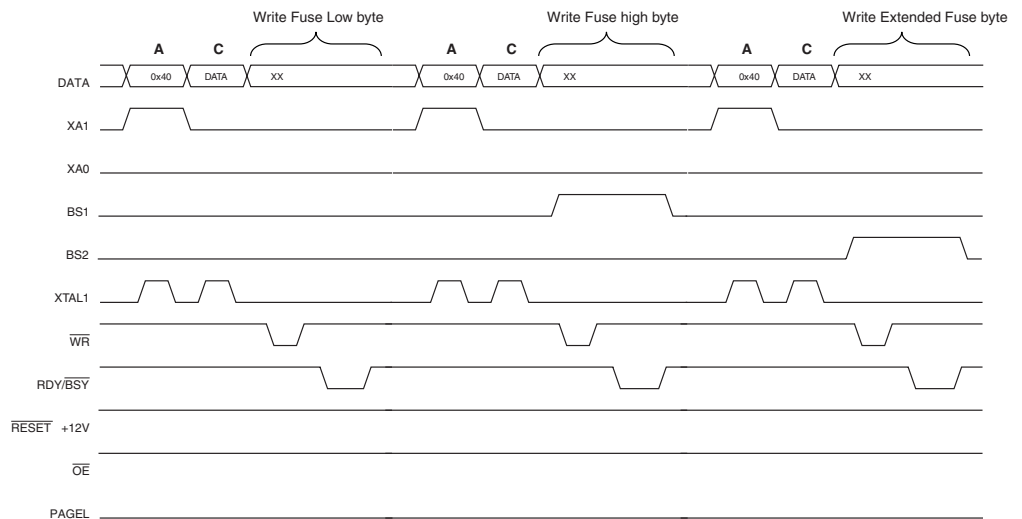 Write Fuse Low byte Write Fuse high byte Write Extended Fuse byte
A C A C A C
DATA 0x40 DATA XX 0x40 DATA XX 0x40 DATA XX
XA1
XA0
BS1
BS2
XTAL1
WR
RDY/BSY
RESET +12V
OE
PAGEL